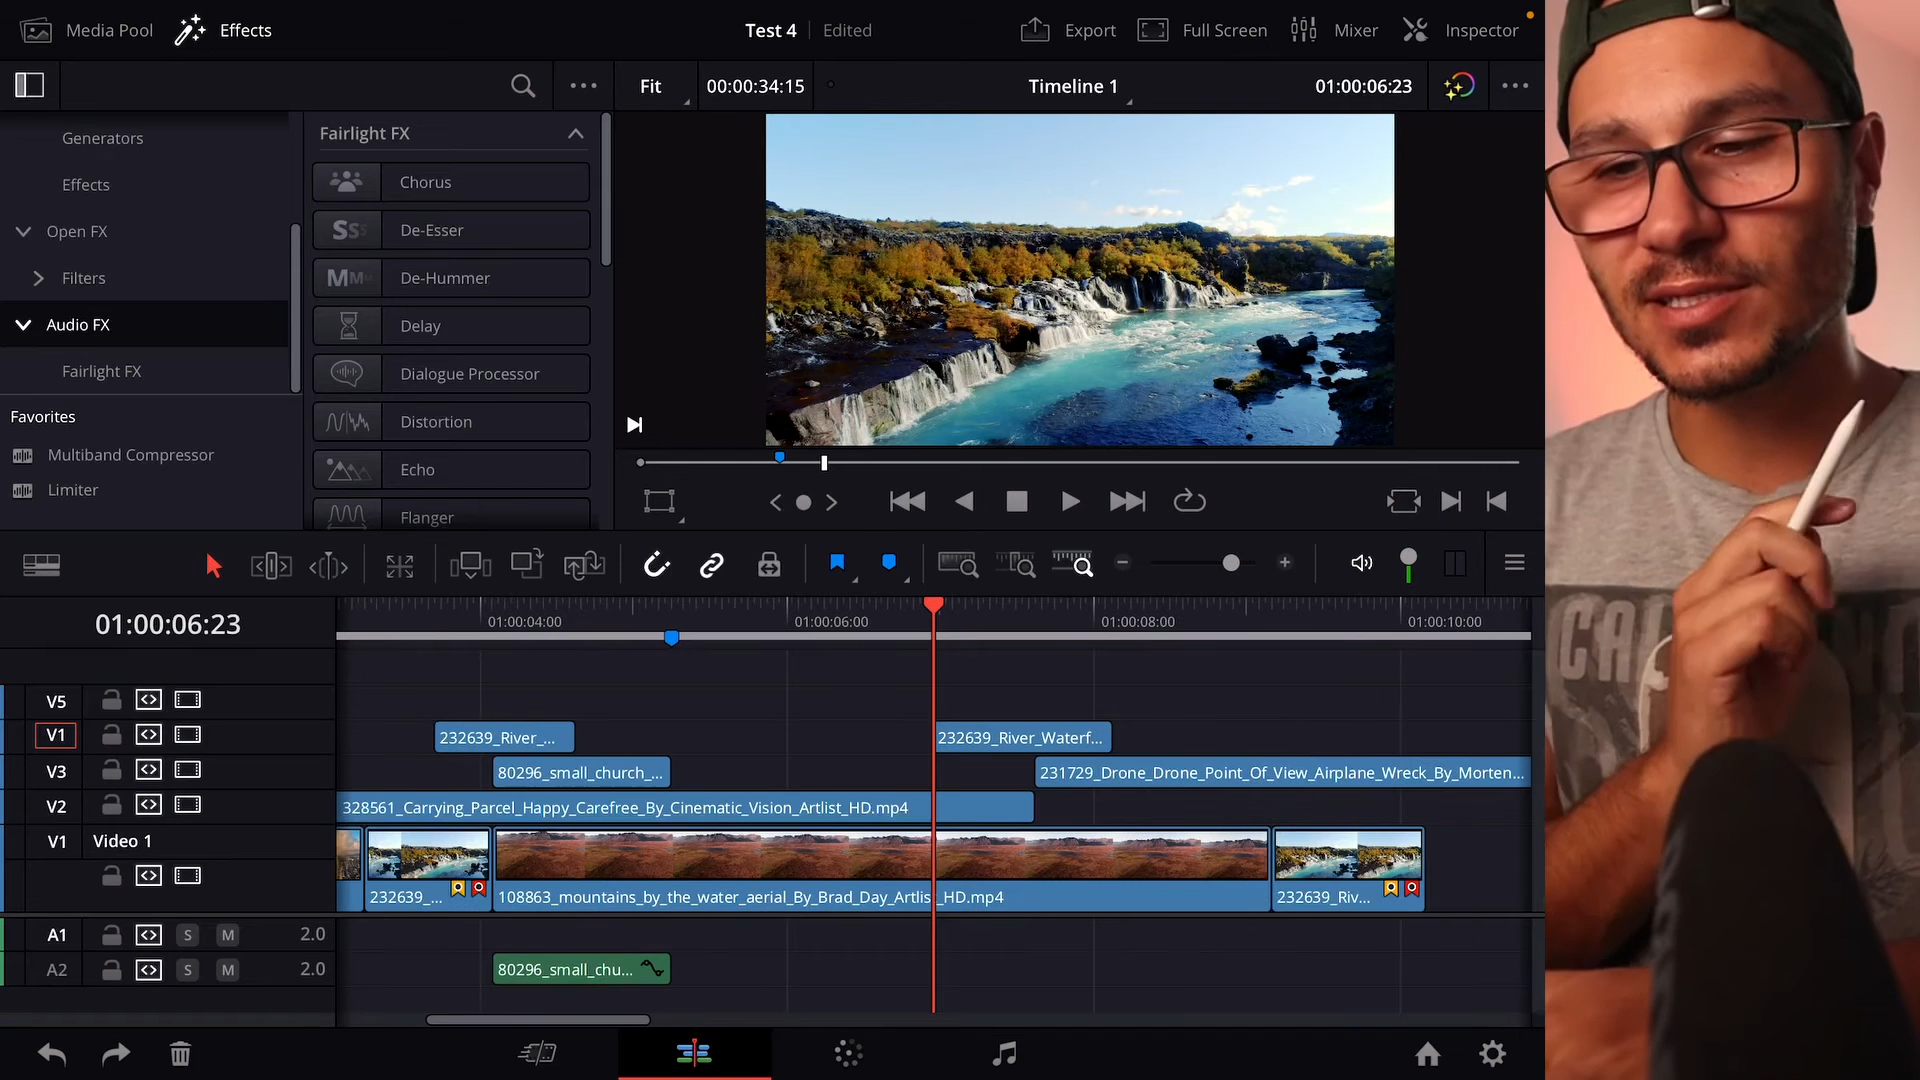 Media Pool
Effects
Test 4
Edited
Export
Full Screen
Mixer
Inspector
Fit
00:00:34:15
Timeline 1
01:00:06:23
Generators
Effects
Open FX
Filters
Audio FX
Fairlight FX
Favorites
Multiband Compressor
Limiter
Fairlight FX
Chorus
De-Esser
De-Hummer
Delay
Dialogue Processor
Distortion
Echo
Flanger
01:00:06:23
01:00:04:00
01:00:06:00
01:00:08:00
01:00:10:00
V5
V1
232639_River_...
232639_River_Waterf...
V3
80296_small_church_...
231729_Drone_Drone_Point_Of_View_Airplane_Wreck_By_Morten...
V2
328561_Carrying_Parcel_Happy_Carefree_By_Cinematic_Vision_Artlist_HD.mp4
V1
Video 1
232639_...
108863_mountains_by_the_water_aerial_By_Brad_Day_Artlist_HD.mp4
232639_Riv...
A1
S
M
2.0
A2
S
M
2.0
80296_small_chu...